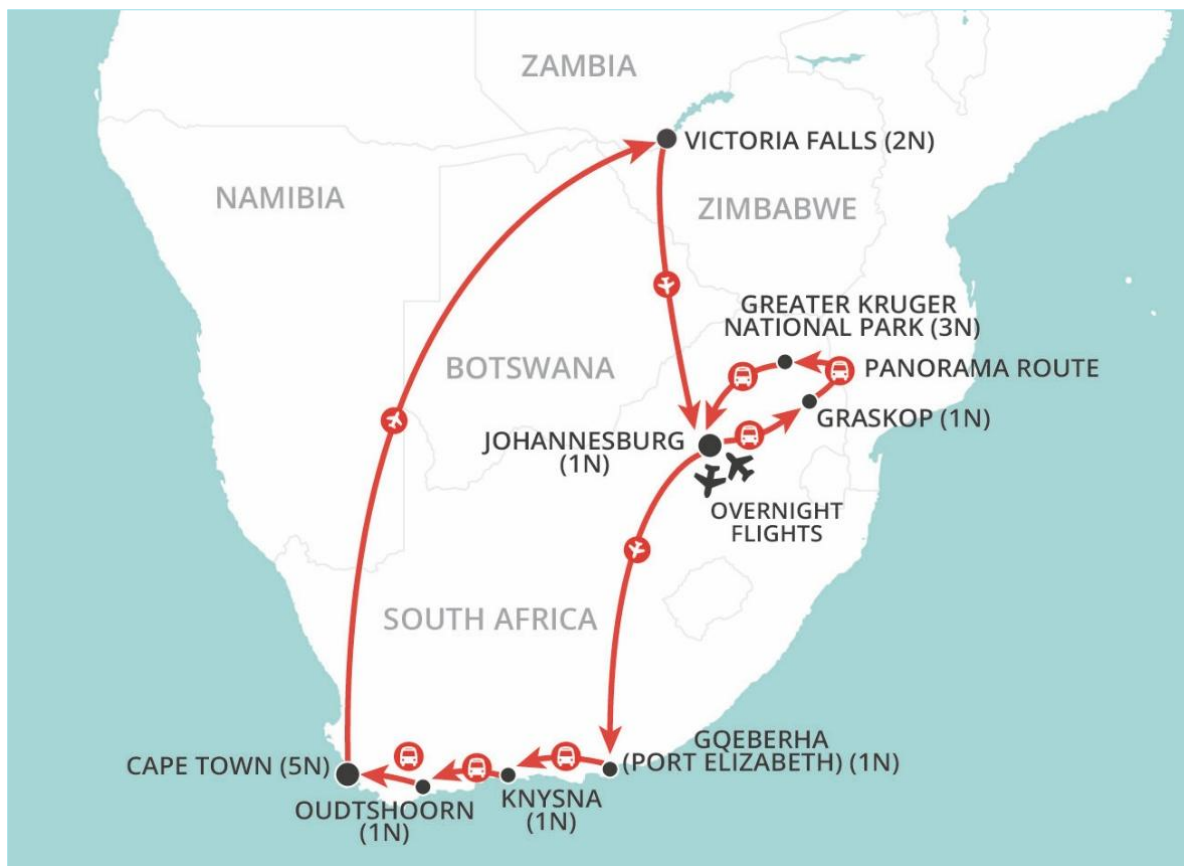 ZAMBIA
VICTORIA FALLS (2N)
NAMIBIA
ZIMBABWE
GREATER KRUGER
NATIONAL PARK (3N)
BOTSWANA
PANORAMA ROUTE
GRASKOP (1N)
JOHANNESBURG
(1N)
OVERNIGHT
FLIGHTS
SOUTH AFRICA
GQEBERHA
(PORT ELIZABETH) (1N)
CAPE TOWN (5N)
OUDTSHOORN
(1N)
KNYSNA
(1N)